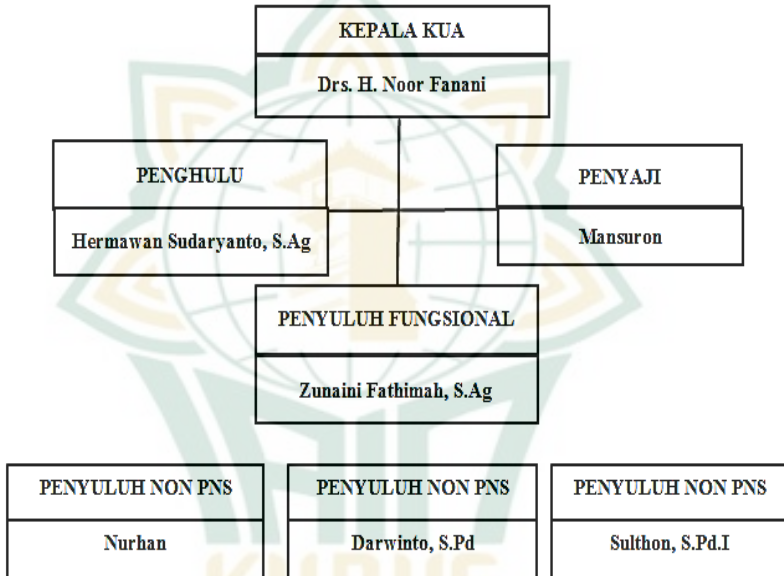 KEPALA KUA
Drs. H. Noor Fanani
PENGHULU
Hermawan Sudaryanto, S.Ag
PENYAJI
Mansuron
PENYULUH FUNGSIONAL
Zunaini Fathimah, S.Ag
PENYULUH NON PNS
Nurhan
PENYULUH NON PNS
Darwinto, S.Pd
PENYULUH NON PNS
Sulthon, S.Pd.I